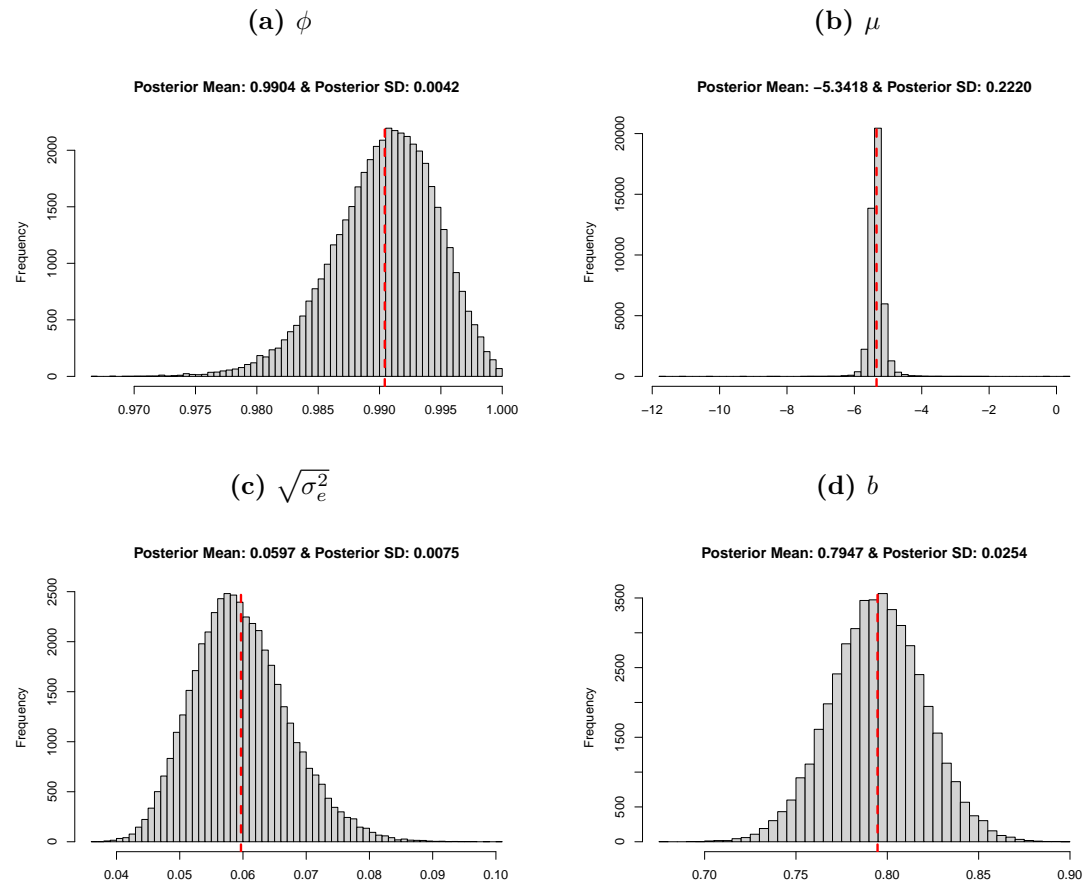 (a) ϕ
Posterior Mean: 0.9904 & Posterior SD: 0.0042
Frequency
0
500
1000
1500
2000
0.970 0.975 0.980 0.985 0.990 0.995 1.000
(b) μ
Posterior Mean: −5.3418 & Posterior SD: 0.2220
Frequency
0
5000
10000
15000
20000
−12 −10 −8 −6 −4 −2 0
(c) √σ²ₑ
Posterior Mean: 0.0597 & Posterior SD: 0.0075
Frequency
0
500
1000
1500
2000
2500
0.04 0.05 0.06 0.07 0.08 0.09 0.10
(d) b
Posterior Mean: 0.7947 & Posterior SD: 0.0254
Frequency
0
500
1500
2500
3500
0.70 0.75 0.80 0.85 0.90